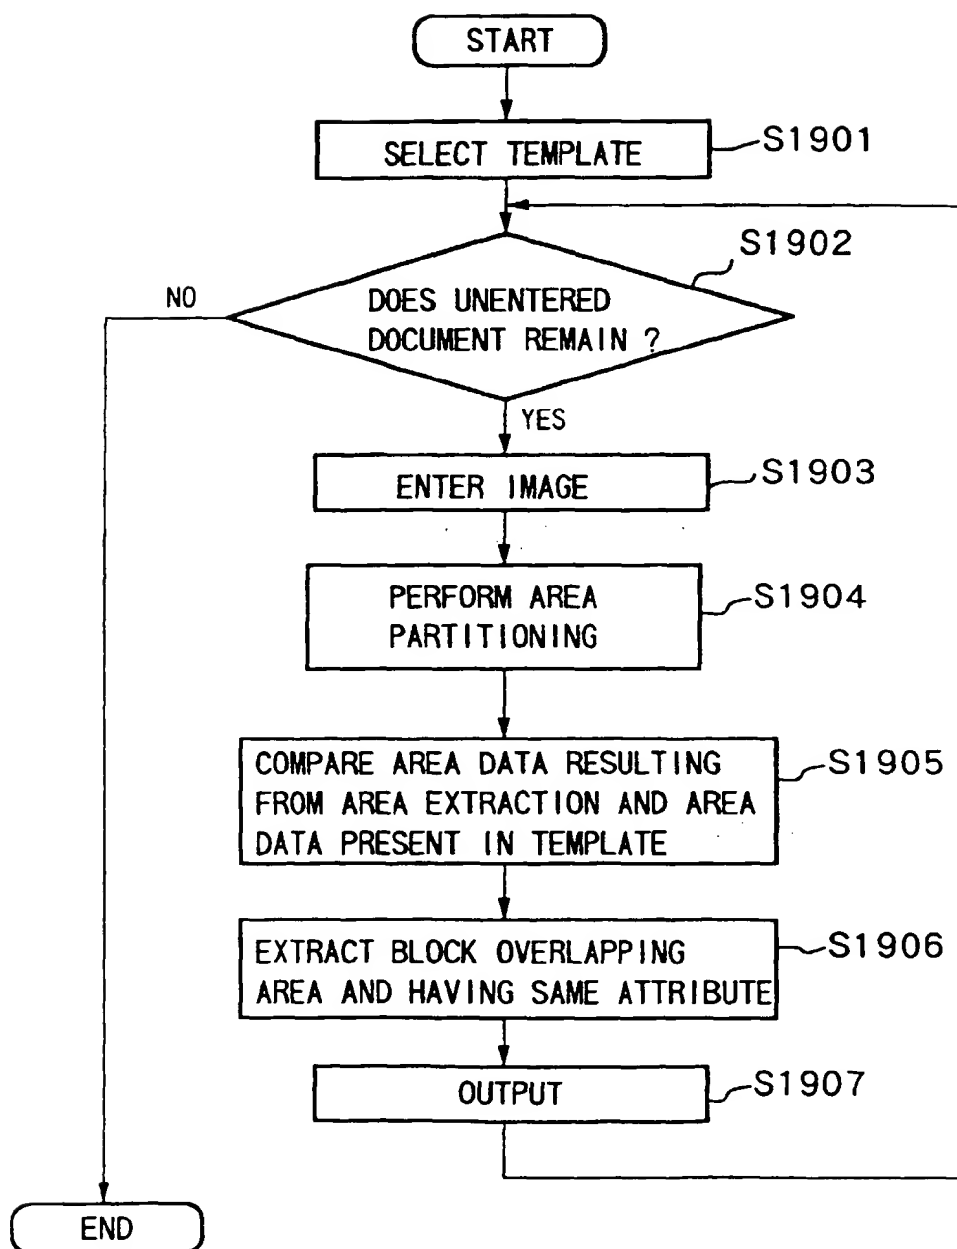 START
SELECT TEMPLATE
S1901
S1902
NO
DOES UNENTERED
DOCUMENT REMAIN ?
YES
ENTER IMAGE
S1903
PERFORM AREA
PARTITIONING
S1904
COMPARE AREA DATA RESULTING
FROM AREA EXTRACTION AND AREA
DATA PRESENT IN TEMPLATE
S1905
EXTRACT BLOCK OVERLAPPING
AREA AND HAVING SAME ATTRIBUTE
S1906
OUTPUT
S1907
END